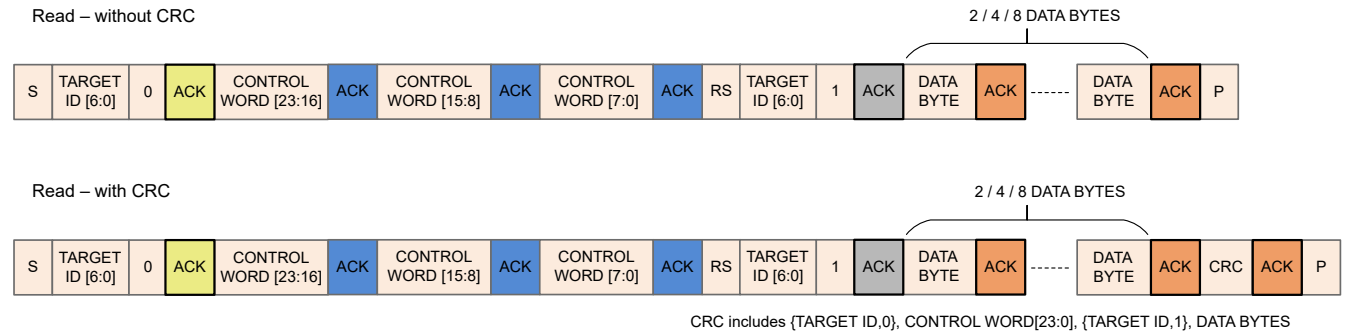 Read – without CRC
2 / 4 / 8 DATA BYTES
S TARGET ID [6:0] 0 ACK CONTROL WORD [23:16] ACK CONTROL WORD [15:8] ACK CONTROL WORD [7:0] ACK RS TARGET ID [6:0] 1 ACK DATA BYTE ACK ------ DATA BYTE ACK P
Read – with CRC
2 / 4 / 8 DATA BYTES
S TARGET ID [6:0] 0 ACK CONTROL WORD [23:16] ACK CONTROL WORD [15:8] ACK CONTROL WORD [7:0] ACK RS TARGET ID [6:0] 1 ACK DATA BYTE ACK ------ DATA BYTE ACK CRC ACK P
CRC includes {TARGET ID,0}, CONTROL WORD[23:0], {TARGET ID,1}, DATA BYTES